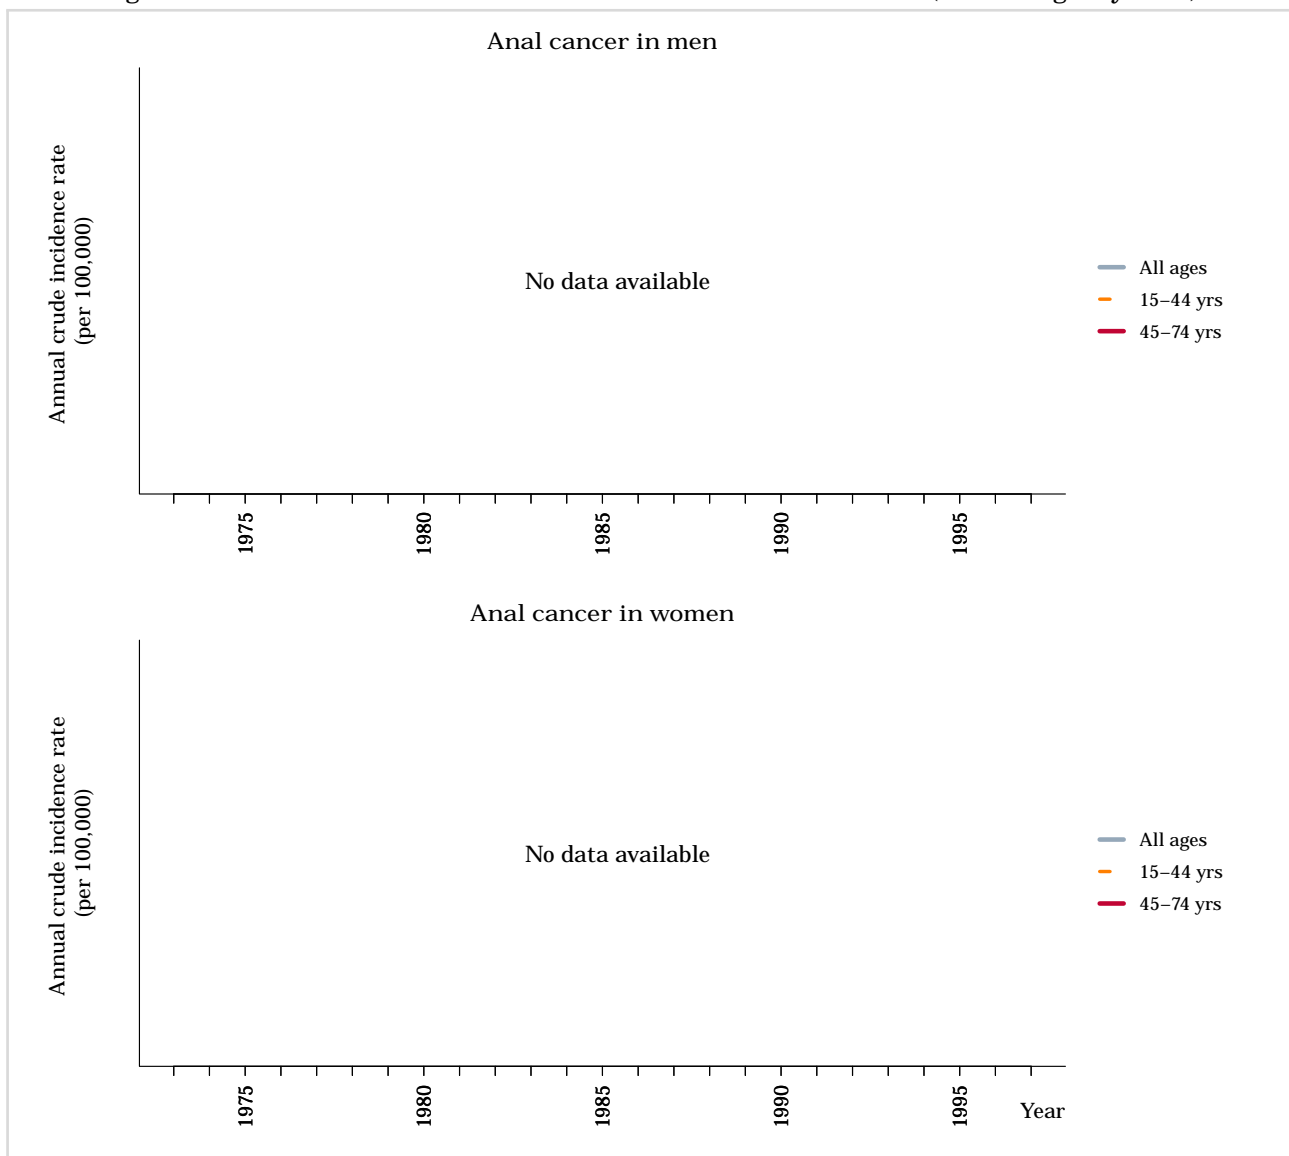 Anal cancer in men
Annual crude incidence rate
(per 100,000)
No data available
All ages
15–44 yrs
45–74 yrs
1975
1980
1985
1990
1995
Anal cancer in women
Annual crude incidence rate
(per 100,000)
No data available
All ages
15–44 yrs
45–74 yrs
1975
1980
1985
1990
1995
Year